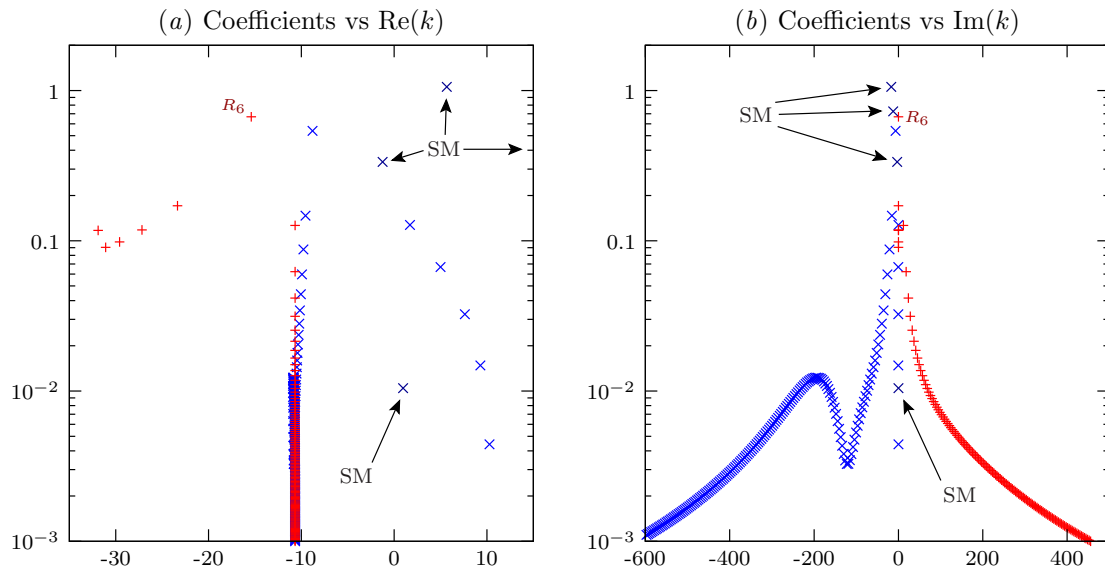 (a) Coefficients vs Re(k)
1
0.1
10⁻²
10⁻³
-30
-20
-10
0
10
R₆
SM
SM
(b) Coefficients vs Im(k)
1
0.1
10⁻²
10⁻³
-600
-400
-200
0
200
400
SM
R₆
SM